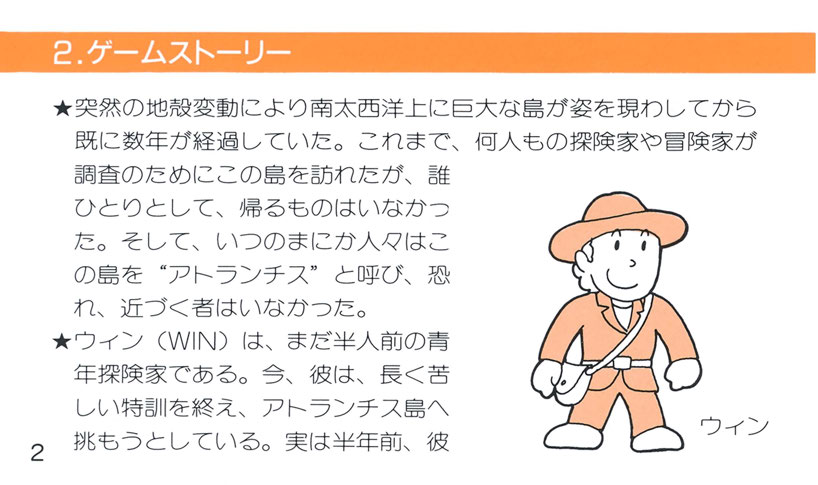 2.ゲームストーリー
★突然の地殻変動により南太西洋上に巨大な島が姿を現わしてから
既に数年が経過していた。これまで、何人もの探険家や冒険家が
調査のためにこの島を訪れたが、誰
ひとりとして、帰るものはいなかっ
た。そして、いつのまにか人々はこ
の島を“アトランチス”と呼び、恐
れ、近づく者はいなかった。
★ウィン（WIN）は、まだ半人前の青
年探険家である。今、彼は、長く苦
しい特訓を終え、アトランチス島へ
挑もうとしている。実は半年前、彼
ウィン
2